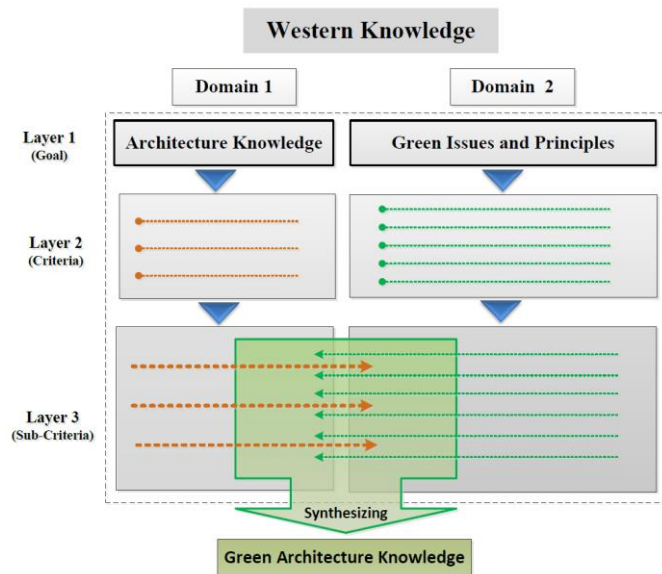 Western Knowledge
Domain 1
Domain 2
Layer 1
(Goal)
Architecture Knowledge
Green Issues and Principles
Layer 2
(Criteria)
Layer 3
(Sub-Criteria)
Synthesizing
Green Architecture Knowledge